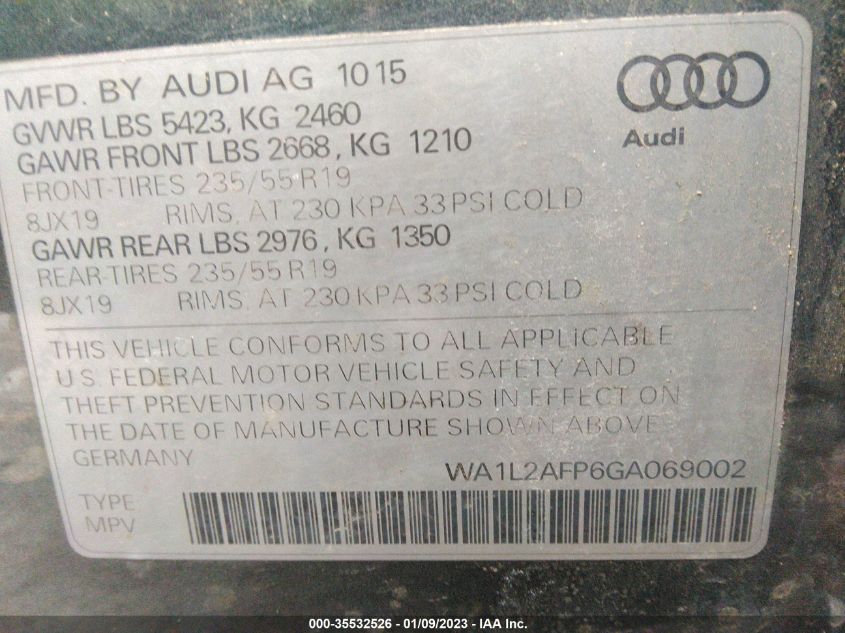 MFD. BY AUDI AG 10 15
GVWR LBS 5423, KG 2460
GAWR FRONT LBS 2668, KG 1210
FRONT-TIRES 235/55 R19
8JX19 RIMS, AT 230 KPA 33 PSI COLD
GAWR REAR LBS 2976, KG 1350
REAR-TIRES 235/55 R19
8JX19 RIMS, AT 230 KPA 33 PSI COLD
Audi
THIS VEHICLE CONFORMS TO ALL APPLICABLE
U.S. FEDERAL MOTOR VEHICLE SAFETY AND
THEFT PREVENTION STANDARDS IN EFFECT ON
THE DATE OF MANUFACTURE SHOWN ABOVE
GERMANY
WA1L2AFP6GA069002
TYPE
MPV
000-35532526 - 01/09/2023 - IAA Inc.